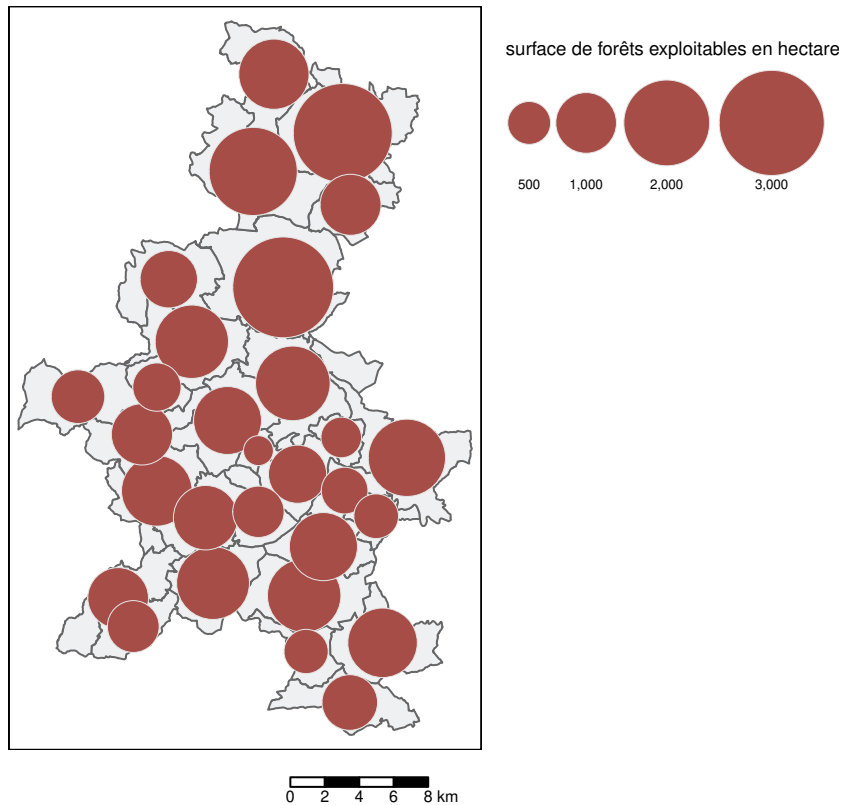 surface de forêts exploitables en hectare
500 1,000 2,000 3,000
0 2 4 6 8 km